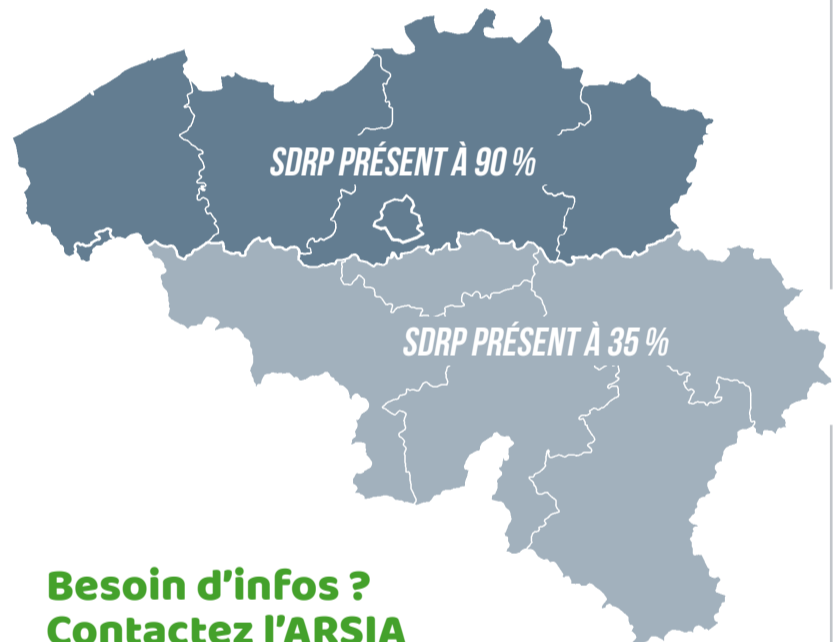 SDRP PRÉSENT À 90 %
SDRP PRÉSENT À 35 %
Besoin d'infos ?
Contactez l'ARSIA